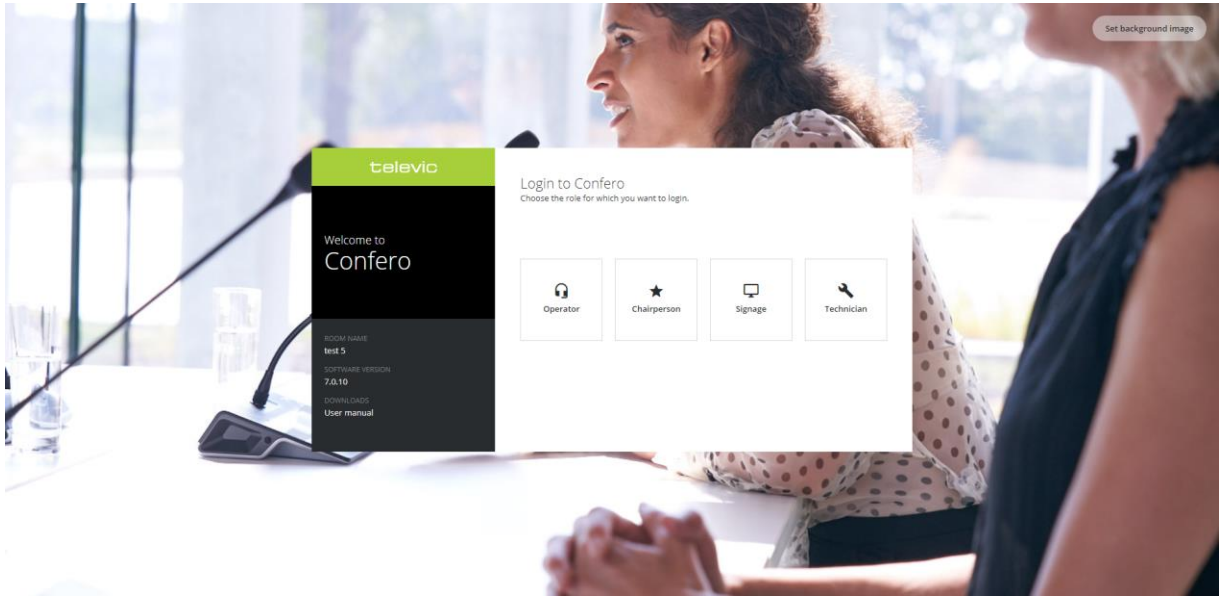 Set background image
televic
Welcome to
Confero
ROOM NAME
test 5
SOFTWARE VERSION
7.0.10
DOWNLOADS
User manual
Login to Confero
Choose the role for which you want to login.
Operator
Chairperson
Signage
Technician